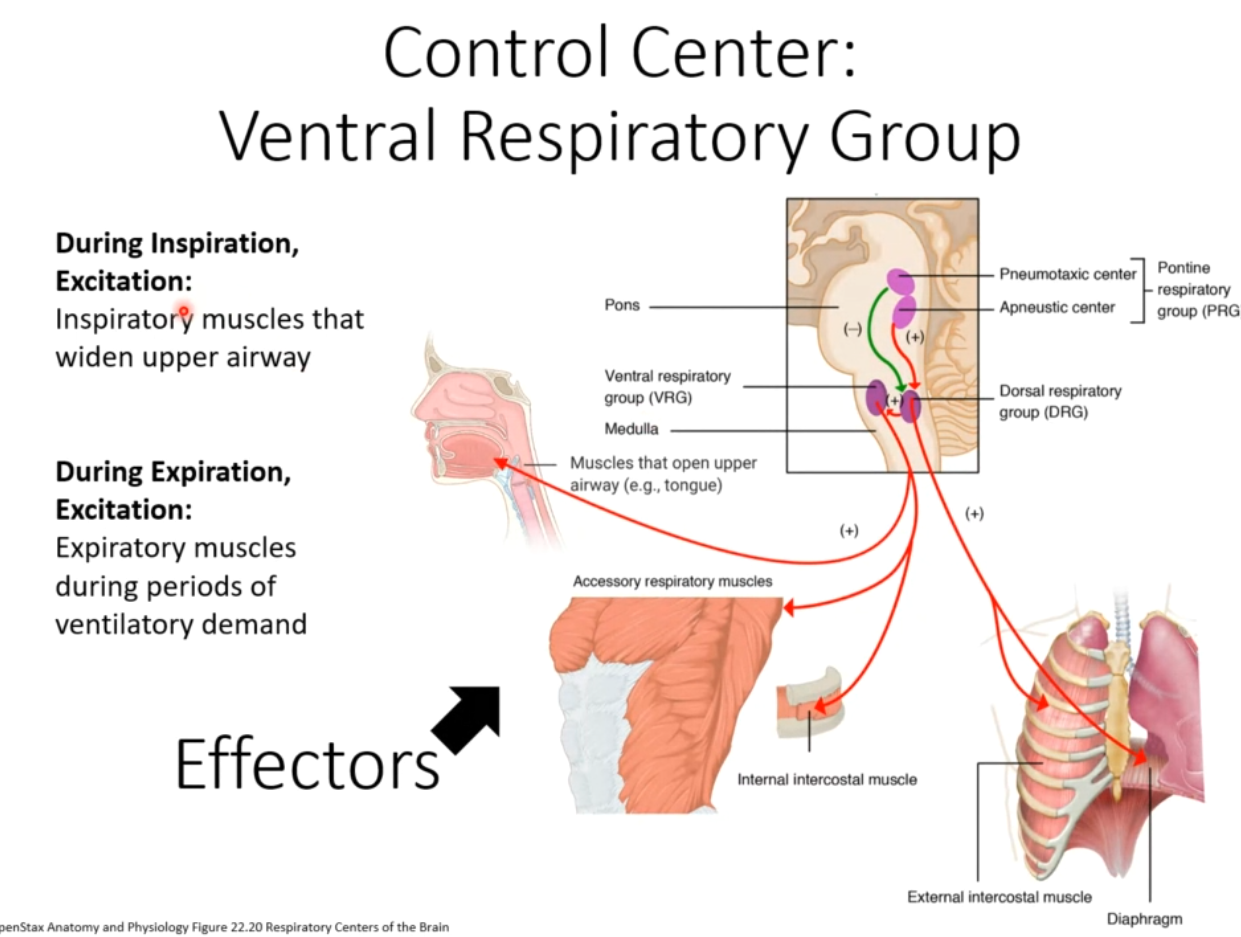 Control Center:
Ventral Respiratory Group
During Inspiration,
Excitation:
Inspiratory muscles that
widen upper airway
During Expiration,
Excitation:
Expiratory muscles
during periods of
ventilatory demand
Effectors
Pons
Ventral respiratory
group (VRG)
Medulla
Pneumotaxic center
Apneustic center
Pontine
respiratory
group (PRG
Dorsal respiratory
group (DRG)
(–)
(+)
(+)
Muscles that open upper
airway (e.g., tongue)
(+)
(+)
Accessory respiratory muscles
Internal intercostal muscle
External intercostal muscle
Diaphragm
penStax Anatomy and Physiology Figure 22.20 Respiratory Centers of the Brain